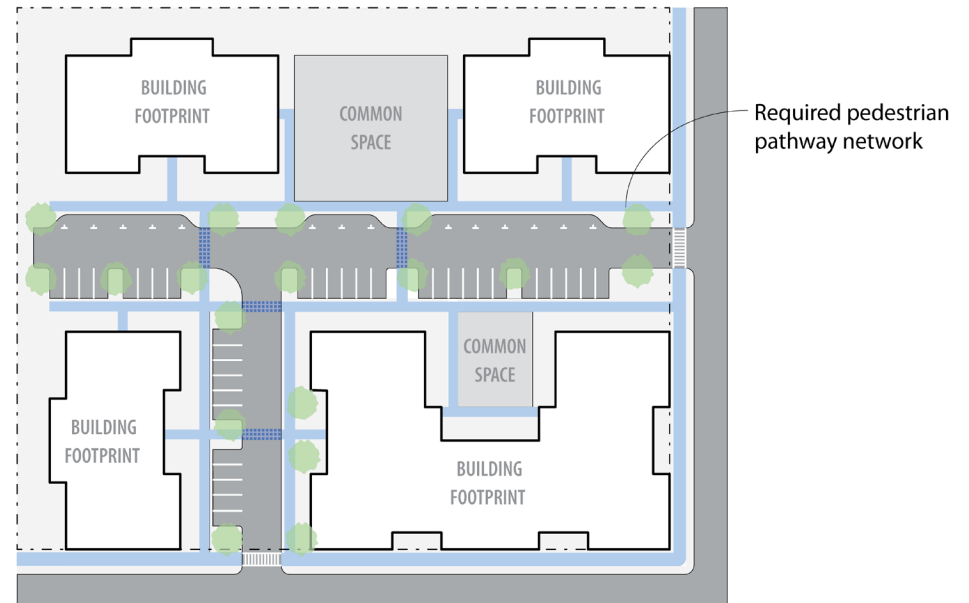 BUILDING
FOOTPRINT
COMMON
SPACE
BUILDING
FOOTPRINT
Required pedestrian
pathway network
COMMON
SPACE
BUILDING
FOOTPRINT
BUILDING
FOOTPRINT